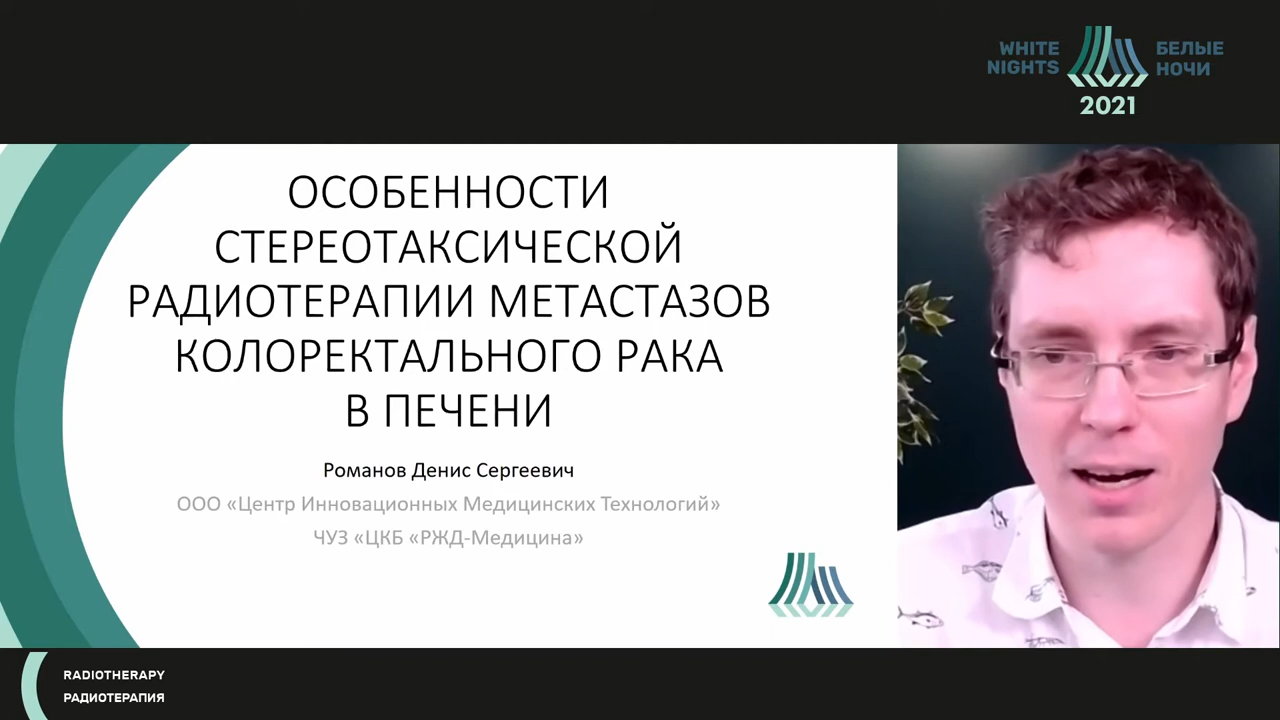 WHITE
NIGHTS
БЕЛЫЕ
НОЧИ
2021
ОСОБЕННОСТИ
СТЕРЕОТАКСИЧЕСКОЙ
РАДИОТЕРАПИИ МЕТАСТАЗОВ
КОЛОРЕКТАЛЬНОГО РАКА
В ПЕЧЕНИ
Романов Денис Сергеевич
ООО «Центр Инновационных Медицинских Технологий»
ЧУЗ «ЦКБ «РЖД-Медицина»
RADIOTHERAPY
РАДИОТЕРАПИЯ